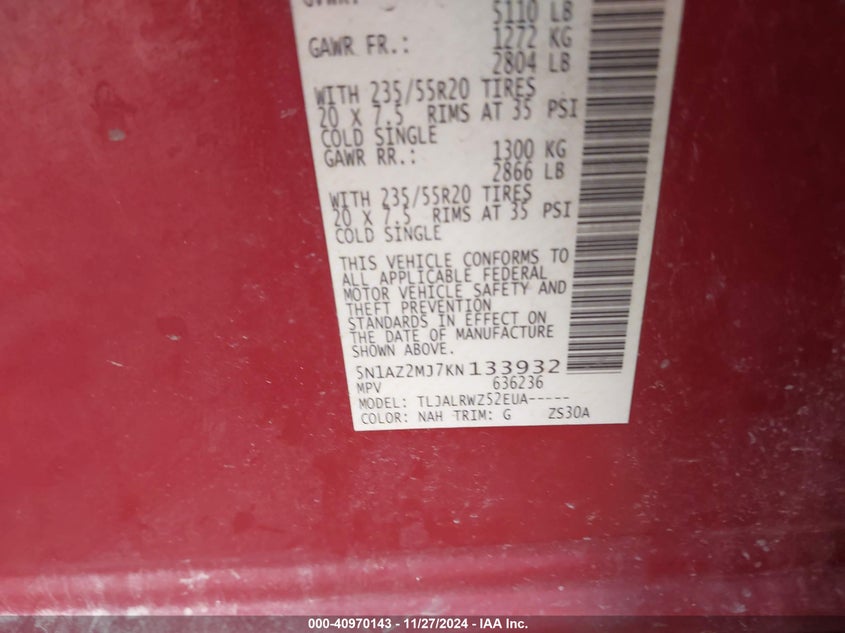 GVWR:
5110 LB
GAWR FR.: 1272 KG
2804 LB
WITH 235/55R20 TIRES
20 X 7.5 RIMS AT 35 PSI
COLD SINGLE
GAWR RR.: 1300 KG
2866 LB
WITH 235/55R20 TIRES
20 X 7.5 RIMS AT 35 PSI
COLD SINGLE
THIS VEHICLE CONFORMS TO
ALL APPLICABLE FEDERAL
MOTOR VEHICLE SAFETY AND
THEFT PREVENTION
STANDARDS IN EFFECT ON
THE DATE OF MANUFACTURE
SHOWN ABOVE.
5N1AZ2MJ7KN133932
MPV 636236
MODEL: TLJALRWZ52EUA-----
COLOR: NAH TRIM: G ZS30A
000-40970143 - 11/27/2024 - IAA Inc.